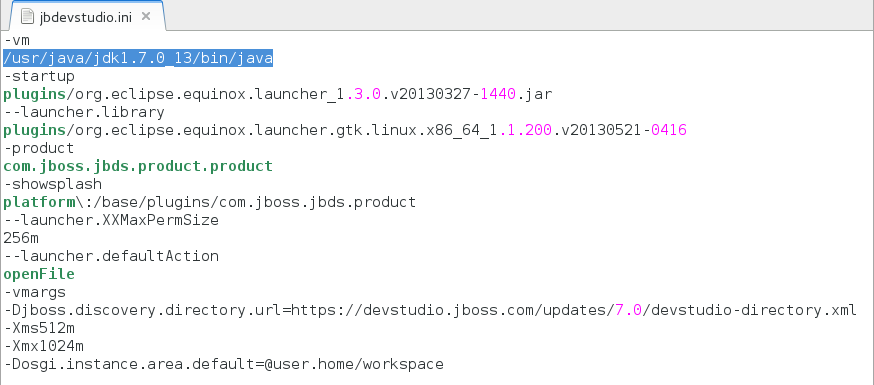 jbdevstudio.ini
-vm
/usr/java/jdk1.7.0_13/bin/java
-startup
plugins/org.eclipse.equinox.launcher_1.3.0.v20130327-1440.jar
--launcher.library
plugins/org.eclipse.equinox.launcher.gtk.linux.x86_64_1.1.200.v20130521-0416
-product
com.jboss.jbds.product.product
-showsplash
platform\:/base/plugins/com.jboss.jbds.product
--launcher.XXMaxPermSize
256m
--launcher.defaultAction
openFile
-vmargs
-Djboss.discovery.directory.url=https://devstudio.jboss.com/updates/7.0/devstudio-directory.xml
-Xms512m
-Xmx1024m
-Dosgi.instance.area.default=@user.home/workspace